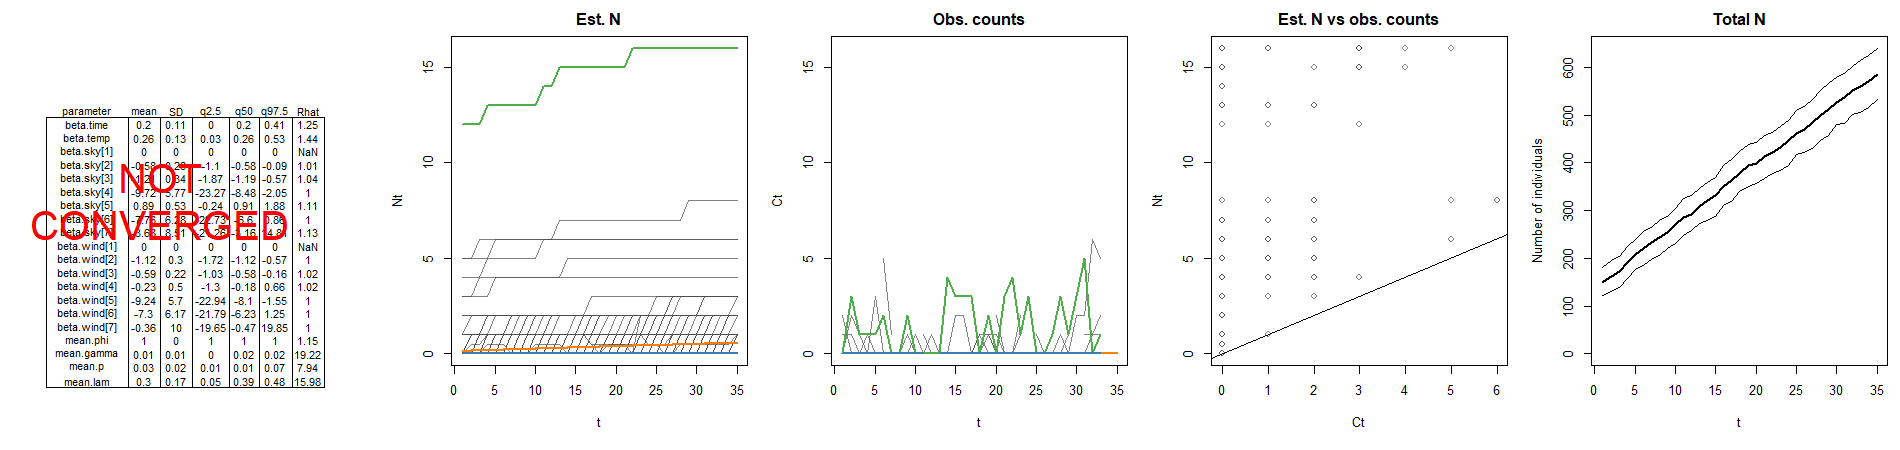 parameter mean SD q2.5 q50 q97.5 Rhat
beta.time 0.2 0.11 0 0.2 0.41 1.25
beta.temp 0.26 0.13 0.03 0.26 0.53 1.44
beta.sky[1] 0 0 0 0 0 NaN
beta.sky[2] -0.58 -1.1 -0.58 -0.09 1.01
beta.sky[3] 0.34 -1.87 -1.19 -0.57 1.04
NOT
beta.sky[4] -9.72 5.77 -23.27 -8.48 -2.05 1
beta.sky[5] 0.89 0.53 -0.24 0.91 1.88 1.11
beta.sky[6] 1
CONVERGED
beta.sky[7] 1.13
beta.wind[1] 0 0 0 0 0 NaN
beta.wind[2] -1.12 0.3 -1.72 -1.12 -0.57 1
beta.wind[3] -0.59 0.22 -1.03 -0.58 -0.16 1.02
beta.wind[4] -0.23 0.5 -1.3 -0.18 0.66 1.02
beta.wind[5] -9.24 5.7 -22.94 -8.1 -1.55 1
beta.wind[6] -7.3 6.17 -21.79 -6.23 1.25 1
beta.wind[7] -0.36 10 -19.65 -0.47 19.85 1
mean.phi 1 0 1 1 1 1.15
mean.gamma 0.01 0.01 0 0.02 0.02 19.22
mean.p 0.03 0.02 0.01 0.01 0.07 7.94
mean.lam 0.3 0.17 0.05 0.39 0.48 15.98
Est. N
Nt
15
10
5
0
0 5 10 15 20 25 30 35
t
Obs. counts
Ct
15
10
5
0
0 5 10 15 20 25 30 35
t
Est. N vs obs. counts
Nt
15
10
5
0
0 1 2 3 4 5 6
Ct
Total N
Number of individuals
600
500
400
300
200
100
0
0 5 10 15 20 25 30 35
t